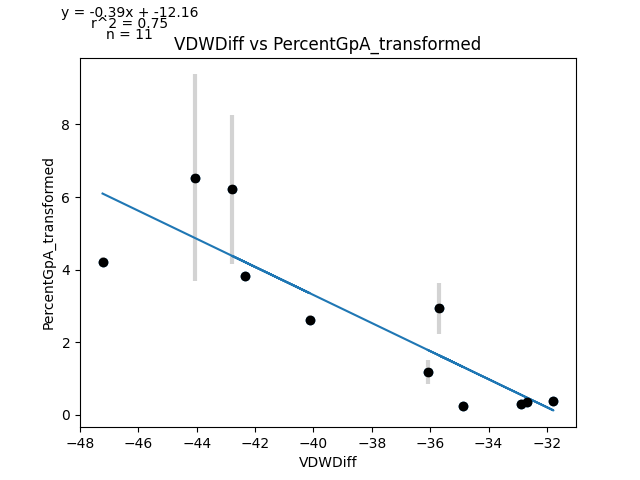 y = -0.39x + -12.16
r^2 = 0.75
n = 11
VDWDiff vs PercentGpA_transformed
PercentGpA_transformed
8
6
4
2
0
−48 −46 −44 −42 −40 −38 −36 −34 −32
VDWDiff